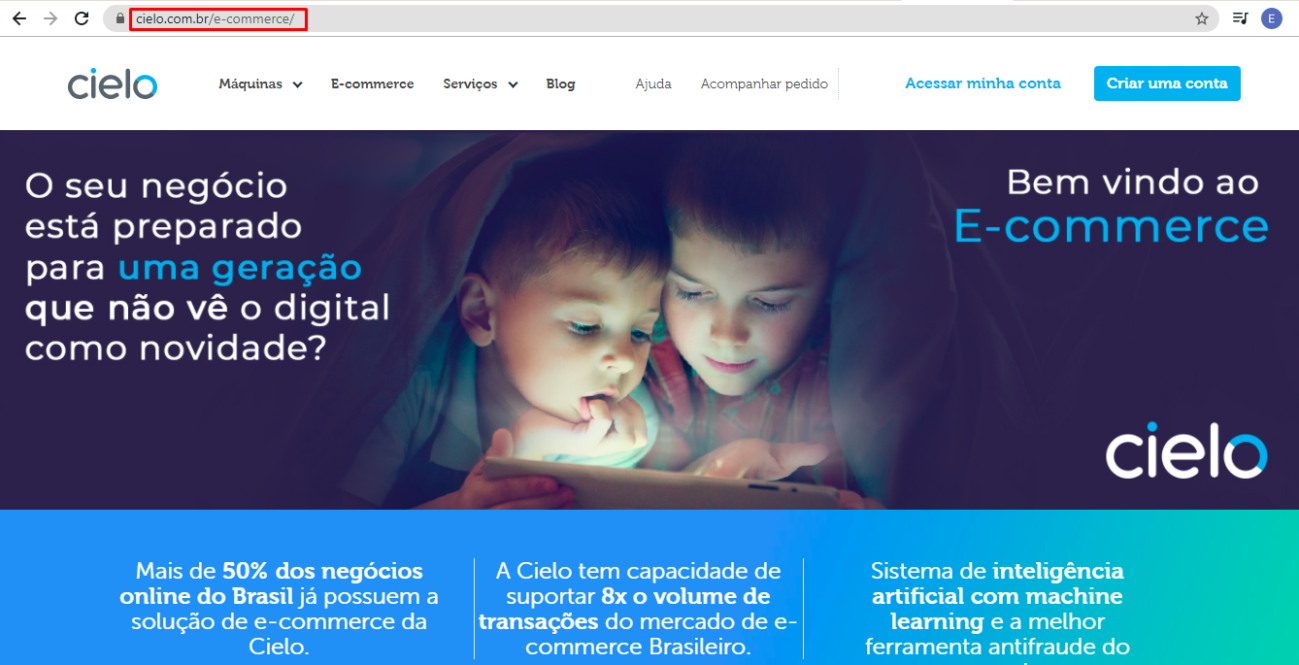 cielo.com.br/e-commerce/
E
cielo
Máquinas
E-commerce
Serviços
Blog
Ajuda
Acompanhar pedido
Acessar minha conta
Criar uma conta
O seu negócio
está preparado
para uma geração
que não vê o digital
como novidade?
Bem vindo ao
E-commerce
cielo
Mais de 50% dos negócios
online do Brasil já possuem a
solução de e-commerce da
Cielo.
A Cielo tem capacidade de
suportar 8x o volume de
transações do mercado de e-
commerce Brasileiro.
Sistema de inteligência
artificial com machine
learning e a melhor
ferramenta antifraude do